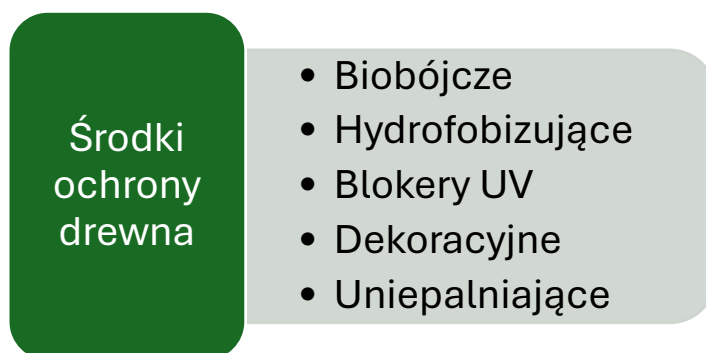 Środki
ochrony
drewna
• Biobójcze
• Hydrofobizujące
• Blokery UV
• Dekoracyjne
• Uniepalniające